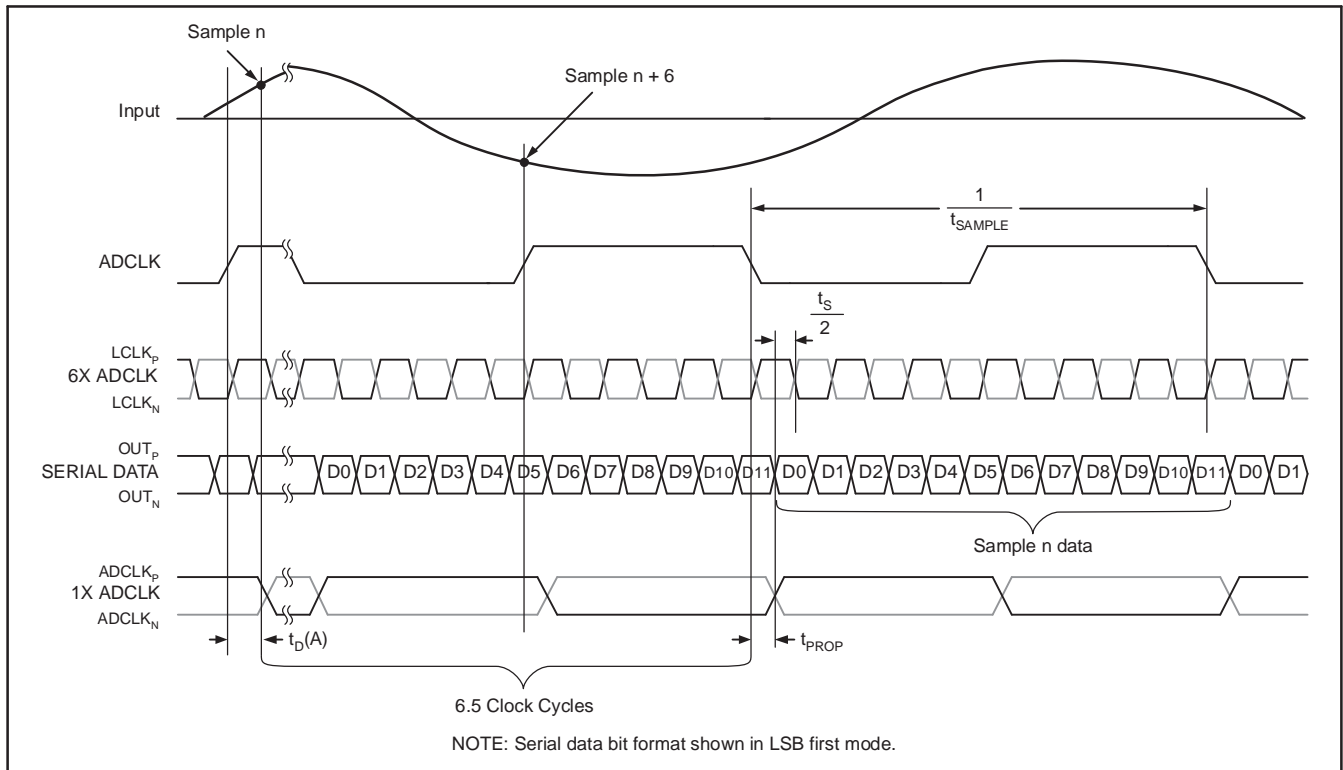 Sample n
Sample n + 6
Input
1
tSAMPLE
ADCLK
tS
2
LCLKP
6X ADCLK
LCLKN
OUTP
SERIAL DATA
OUTN
D0 D1 D2 D3 D4 D5 D6 D7 D8 D9 D10 D11 D0 D1 D2 D3 D4 D5 D6 D7 D8 D9 D10 D11 D0 D1
Sample n data
ADCLKP
1X ADCLK
ADCLKN
tD(A)
tPROP
6.5 Clock Cycles
NOTE: Serial data bit format shown in LSB first mode.